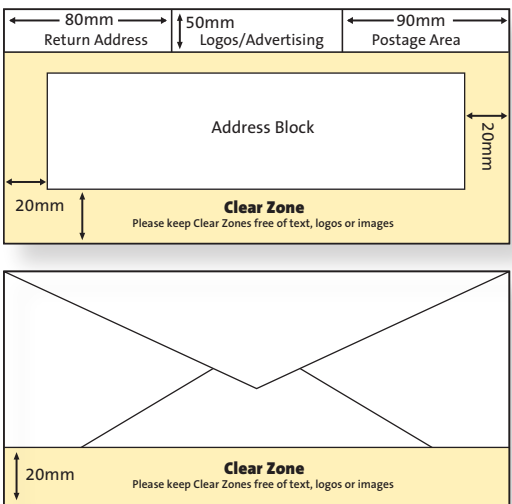 80mm
Return Address
50mm
Logos/Advertising
90mm
Postage Area
Address Block
20mm
20mm
Clear Zone
Please keep Clear Zones free of text, logos or images
Clear Zone
20mm
Please keep Clear Zones free of text, logos or images